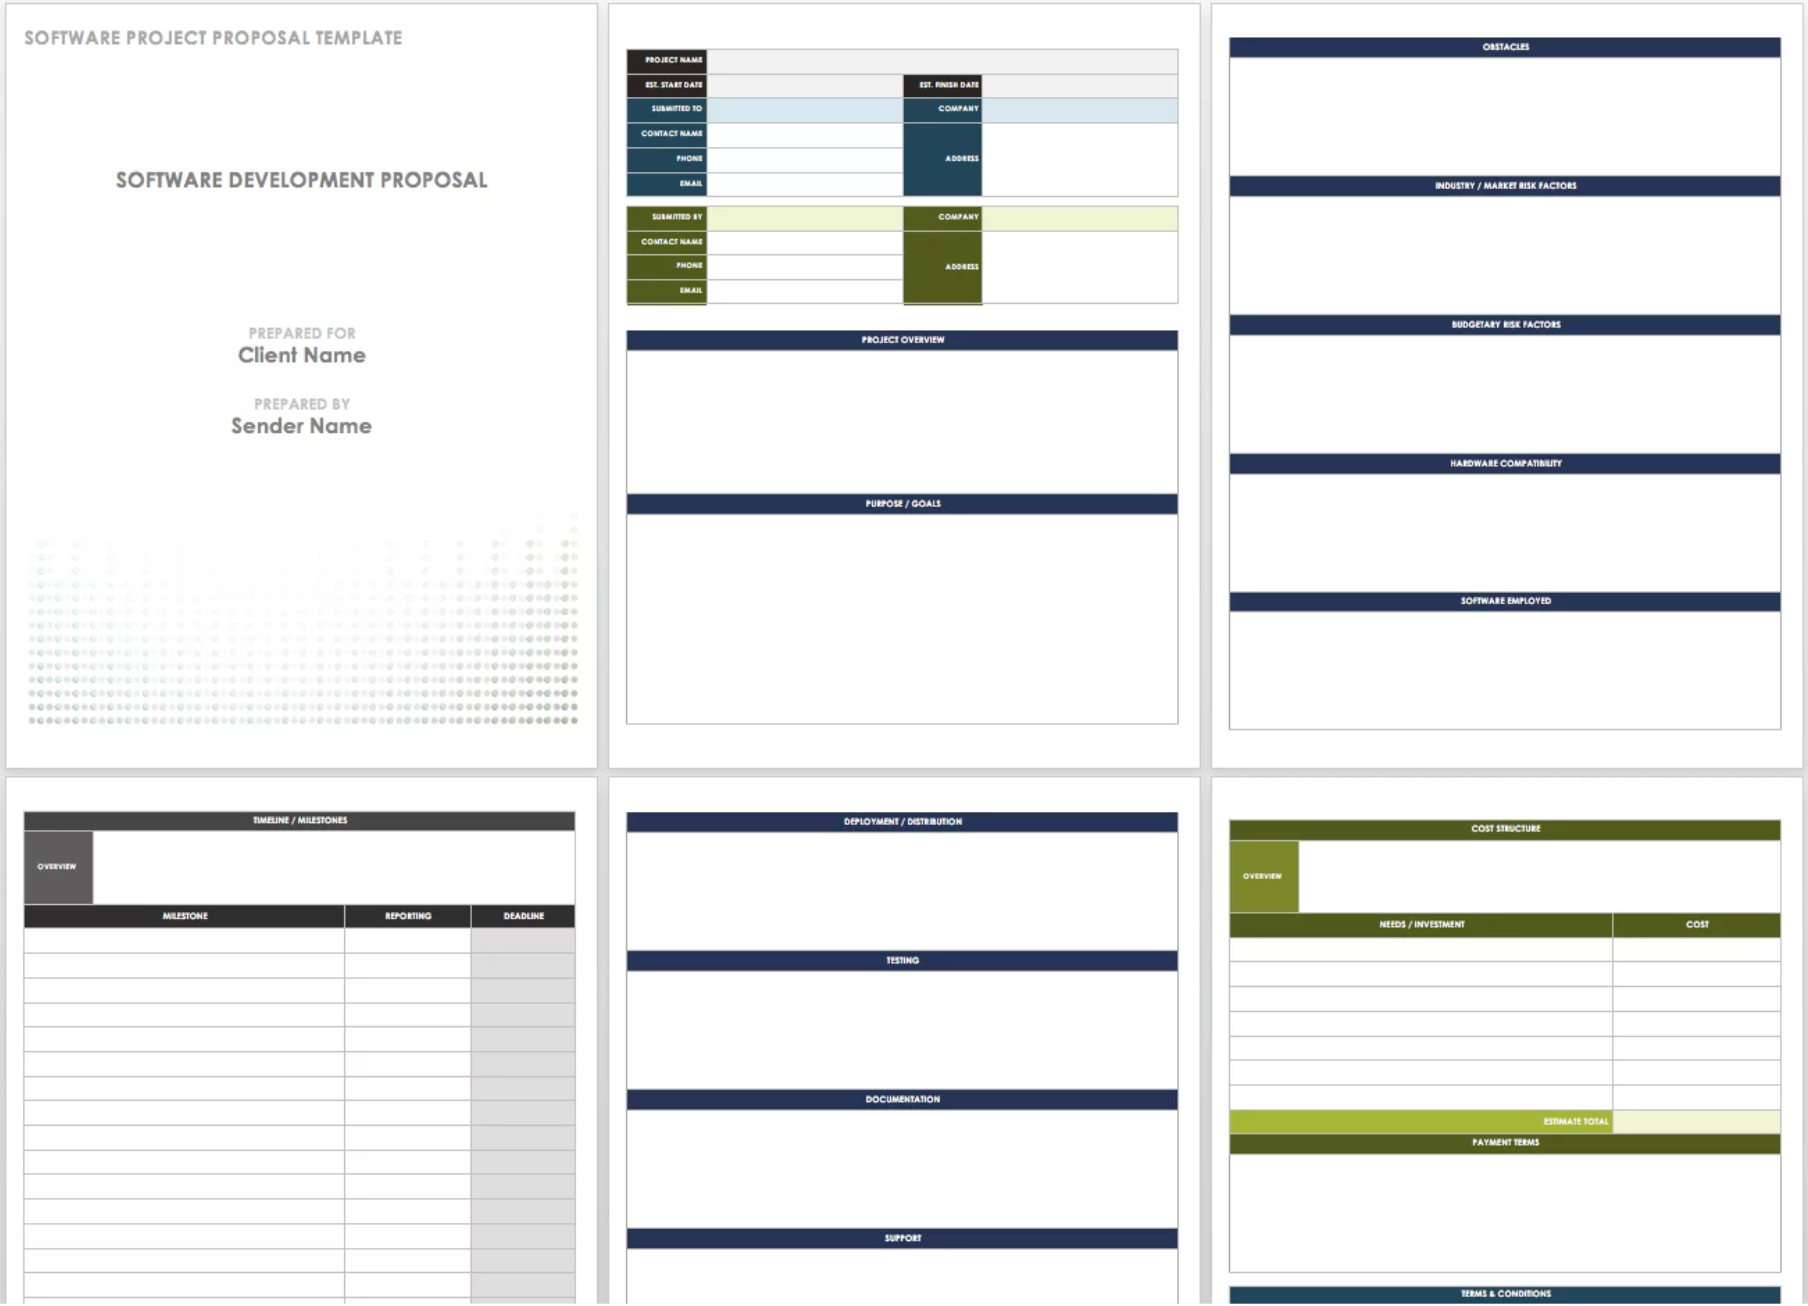 SOFTWARE PROJECT PROPOSAL TEMPLATE
SOFTWARE DEVELOPMENT PROPOSAL
PREPARED FOR
Client Name
PREPARED BY
Sender Name
PROJECT NAME
EST. START DATE
EST. FINISH DATE
SUBMITTED TO
COMPANY
CONTACT NAME
PHONE
ADDRESS
EMAIL
SUBMITTED BY
COMPANY
CONTACT NAME
PHONE
ADDRESS
EMAIL
PROJECT OVERVIEW
PURPOSE / GOALS
OBSTACLES
INDUSTRY / MARKET RISK FACTORS
BUDGETARY RISK FACTORS
HARDWARE COMPATIBILITY
SOFTWARE EMPLOYED
TIMELINE / MILESTONES
OVERVIEW
MILESTONE
REPORTING
DEADLINE
DEPLOYMENT / DISTRIBUTION
TESTING
DOCUMENTATION
SUPPORT
COST STRUCTURE
OVERVIEW
NEEDS / INVESTMENT
COST
ESTIMATE TOTAL
PAYMENT TERMS
TERMS & CONDITIONS